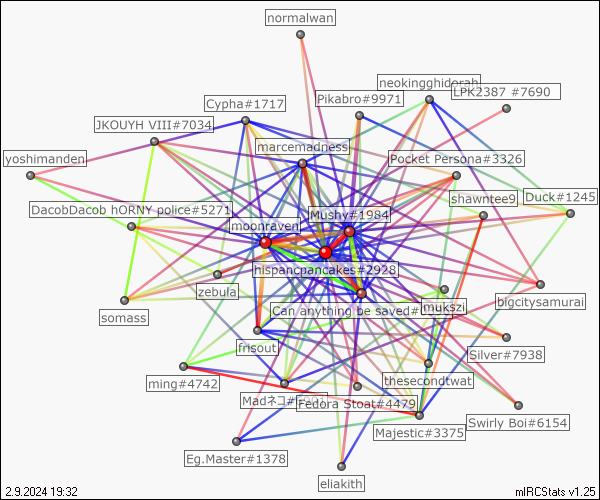 normalwan
neokingghidorah
LPK2387 #7690
Pikabro#9971
Cypha#1717
JKOUYH VIII#7034
marcemadness
yoshimanden
Pocket Persona#3326
shawntee9
Duck#1245
DacobDacob hORNY police#5271
Mushy#1984
moonraven
hispancpancakes#2928
zebula
bigcitysamurai
mukszi
Can anything be saved#0
somass
frisout
Silver#7938
thesecondtwat
ming#4742
Madネコ#
Fedora Stoat#4479
Swirly Boi#6154
Majestic#3375
Eg.Master#1378
eliakith
2.9.2024 19:32
mIRCStats v1.25